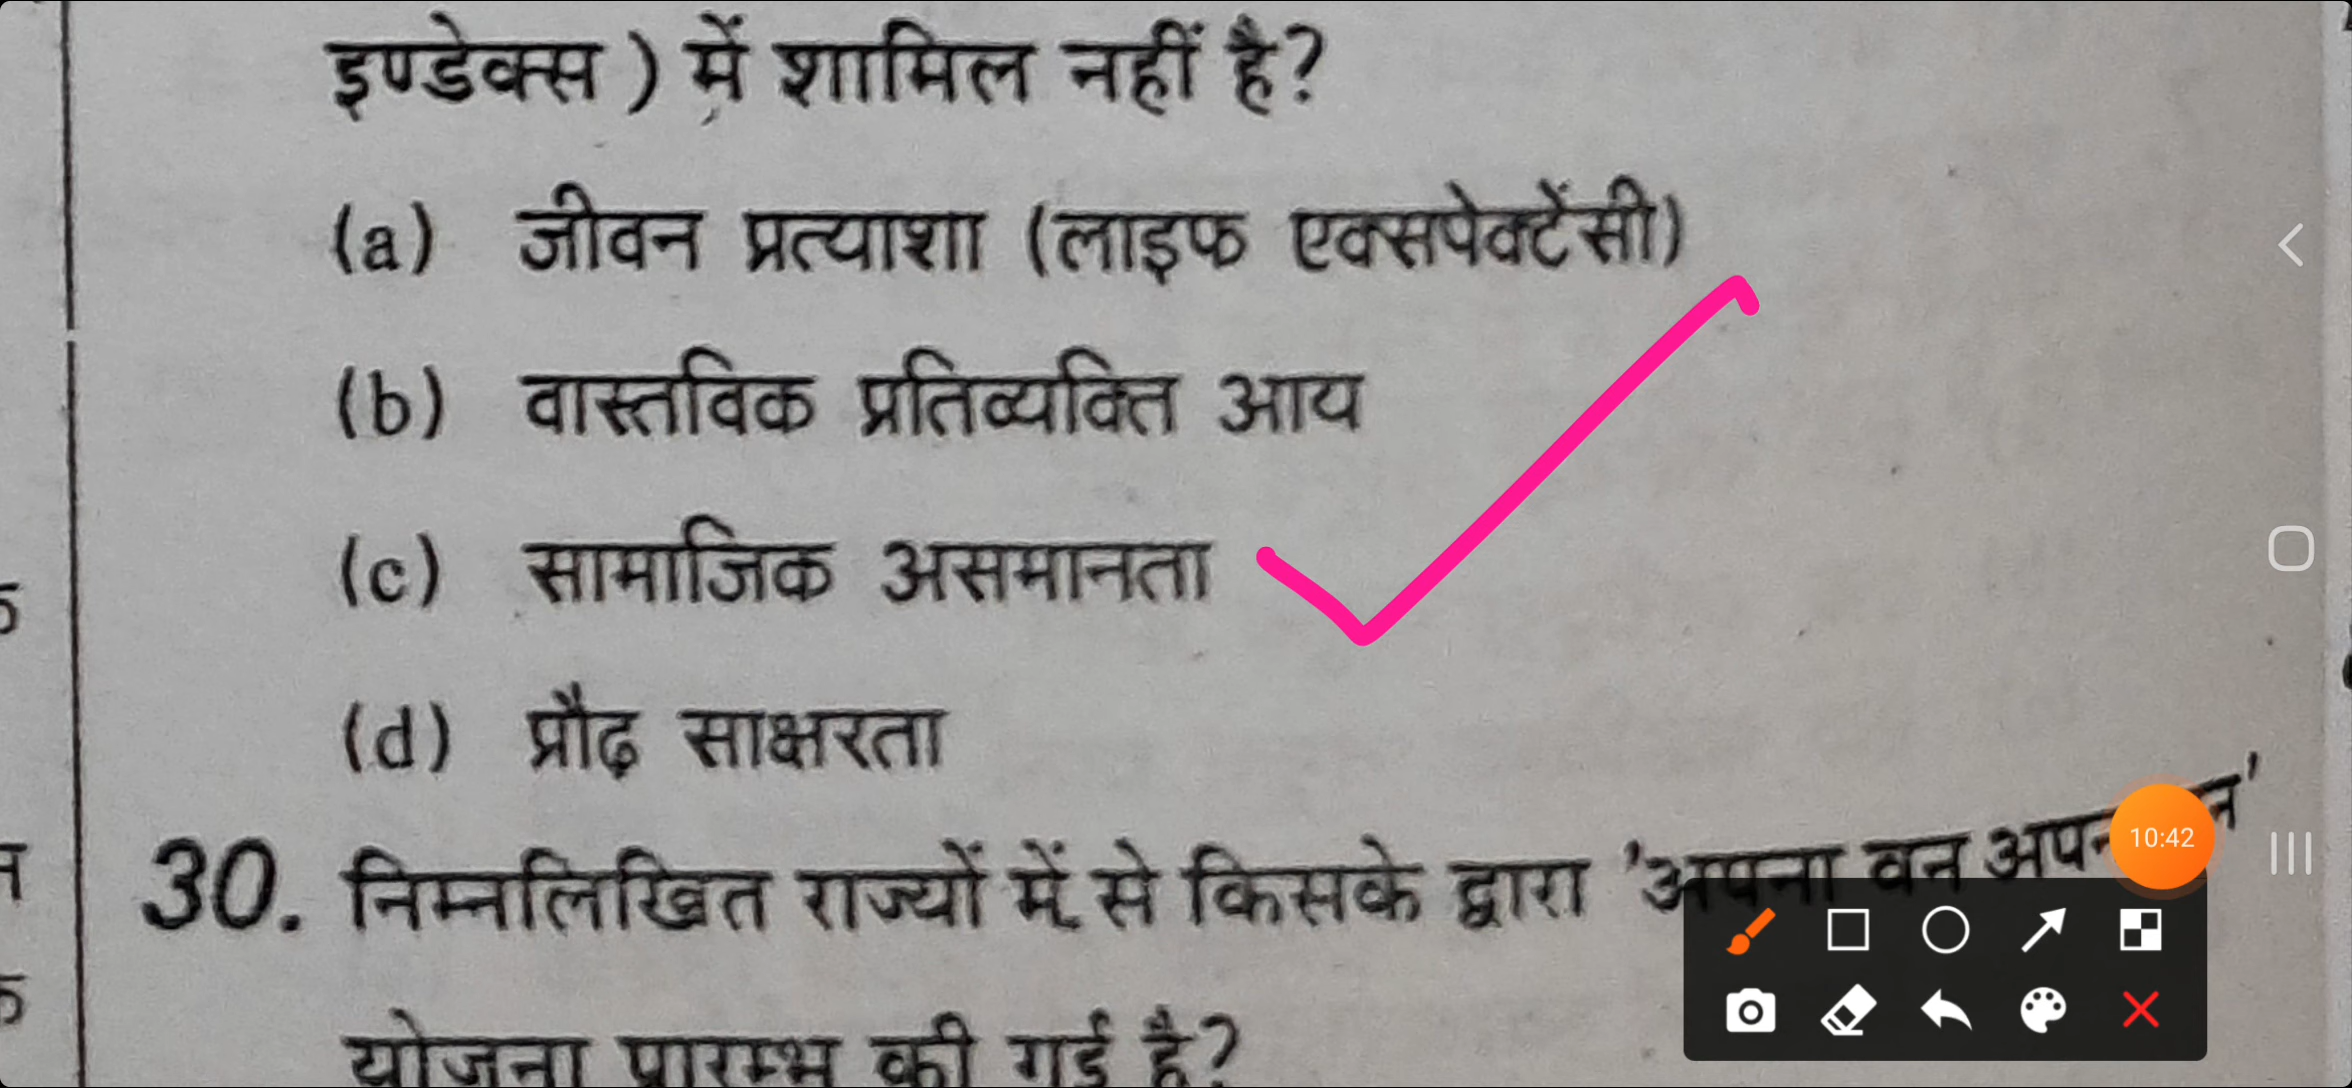 इण्डेक्स ) में शामिल नहीं है?
(a) जीवन प्रत्याशा (लाइफ एक्सपेक्टेंसी)
(b) वास्तविक प्रतिव्यक्ति आय
(c) सामाजिक असमानता
(d) प्रौढ़ साक्षरता
30. निम्नलिखित राज्यों में से किसके द्वारा 'अपना वन
10:42
योजना प्रारम्भ की गई है?